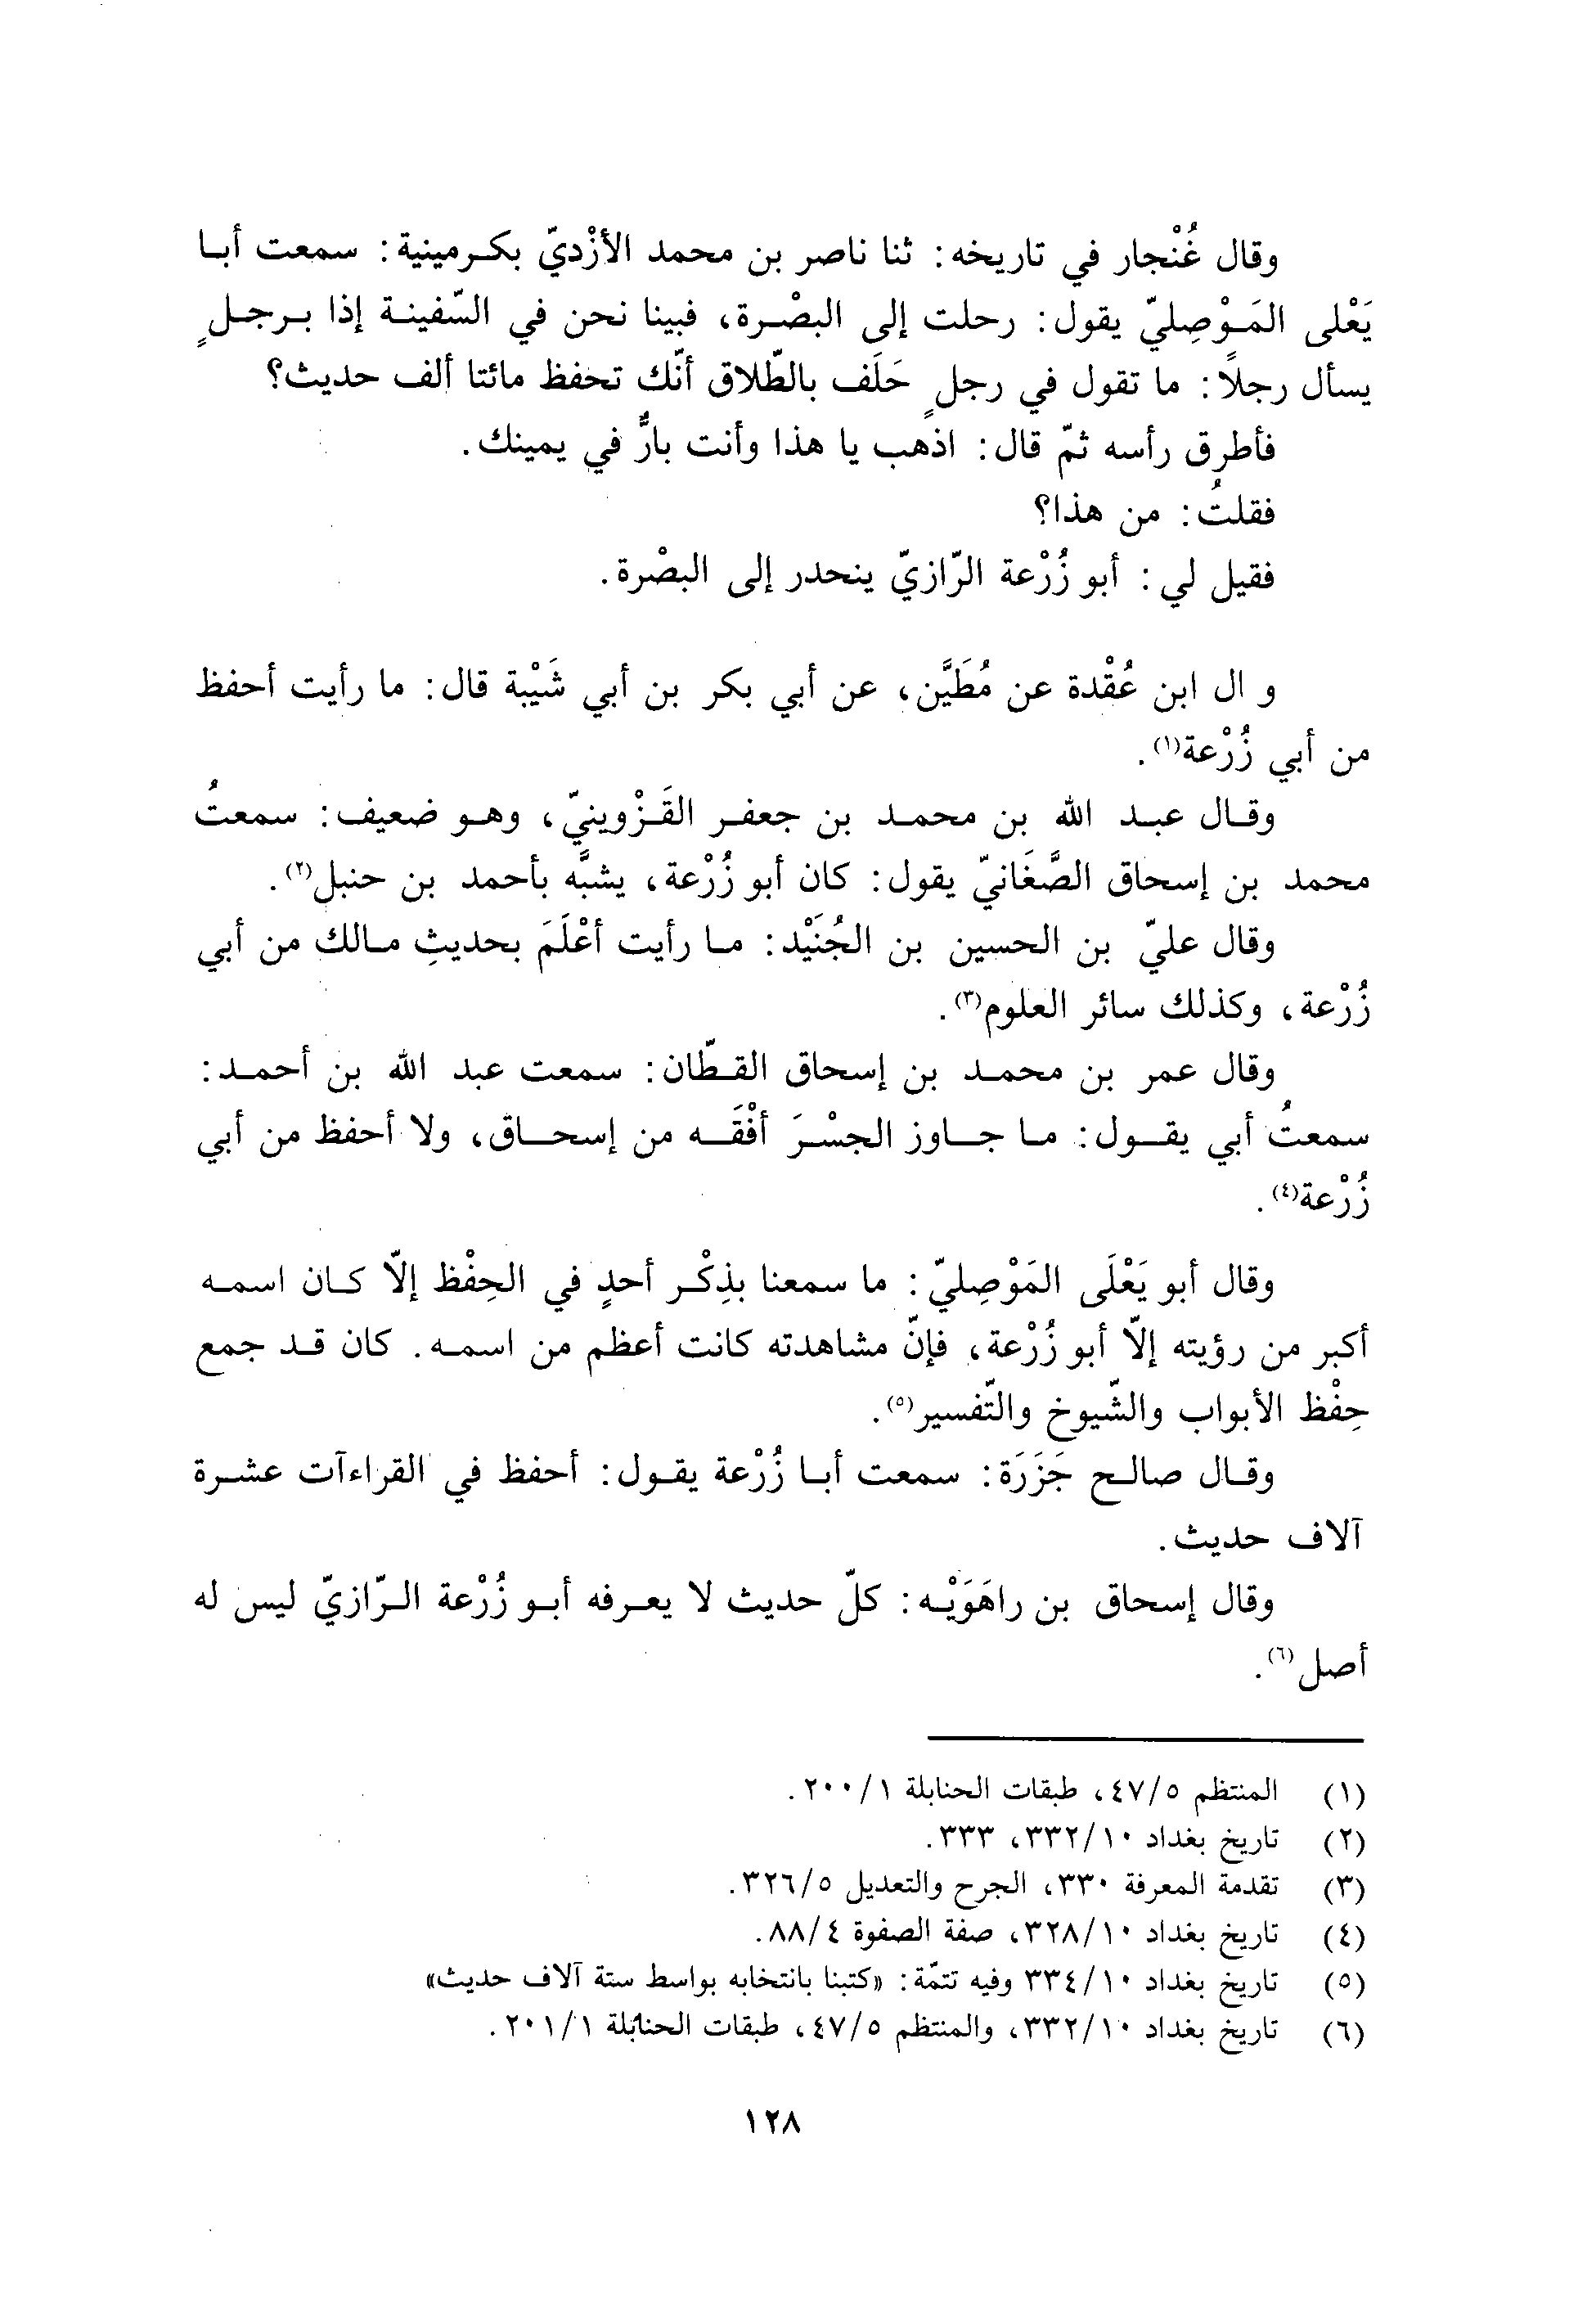 وقال غُنْجار في تاريخه: ثنا ناصر بن محمد الأزْديّ بكرمينية: سمعت أبا
يَعْلى المَوْصِليّ يقول: رحلت إلى البصْرة، فبينا نحن في السّفينة إذا برجلٍ
يسأل رجلاً: ما تقول في رجلٍ حَلَف بالطّلاق أنّك تحفظ مائتا ألف حديث؟
فأطرق رأسه ثمّ قال: اذهب يا هذا وأنت بارٌّ في يمينك.
فقلتُ: من هذا؟
فقيل لي: أبو زُرْعة الرّازيّ ينحدر إلى البصْرة.
و ال ابن عُقْدة عن مُطَيَّن، عن أبي بكر بن أبي شَيْبة قال: ما رأيت أحفظ
من أبي زُرْعة(١).
وقال عبد الله بن محمد بن جعفر القَزْوينيّ، وهو ضعيف: سمعتُ
محمد بن إسحاق الصَّغَانيّ يقول: كان أبو زُرْعة، يشبَّه بأحمد بن حنبل(٢).
وقال عليّ بن الحسين بن الجُنَيْد: ما رأيت أعْلَمَ بحديثِ مالك من أبي
زُرْعة، وكذلك سائر العلوم(٣).
وقال عمر بن محمد بن إسحاق القطّان: سمعت عبد الله بن أحمد:
سمعتُ أبي يقول: ما جاوز الجسْرَ أفْقَه من إسحاق، ولا أحفظ من أبي
زُرْعة(٤).
وقال أبو يَعْلَى المَوْصِليّ: ما سمعنا بذِكْر أحدٍ في الحِفْظ إلّا كان اسمه
أكبر من رؤيته إلّا أبو زُرْعة، فإنّ مشاهدته كانت أعظم من اسمه. كان قد جمع
حِفْظ الأبواب والشّيوخ والتّفسير(٥).
وقال صالح جَزَرَة: سمعت أبا زُرْعة يقول: أحفظ في القراءآت عشرة
آلاف حديث.
وقال إسحاق بن راهَوَيْه: كلّ حديث لا يعرفه أبو زُرْعة الرّازيّ ليس له
أصل(٦).
(١) المنتظم ٤٧/٥، طبقات الحنابلة ٢٠٠/١.
(٢) تاريخ بغداد ٣٣٢/١٠، ٣٣٣.
(٣) تقدمة المعرفة ٣٣٠، الجرح والتعديل ٣٢٦/٥.
(٤) تاريخ بغداد ٣٢٨/١٠، صفة الصفوة ٨٨/٤.
(٥) تاريخ بغداد ٣٣٤/١٠ وفيه تتمّة: «كتبنا بانتخابه بواسط ستة آلاف حديث»
(٦) تاريخ بغداد ٣٣٢/١٠، والمنتظم ٤٧/٥، طبقات الحنابلة ٢٠١/١.
١٢٨